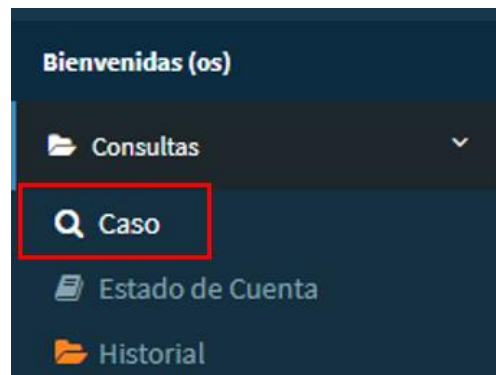 Bienvenidas (os)
Consultas
Caso
Estado de Cuenta
Historial